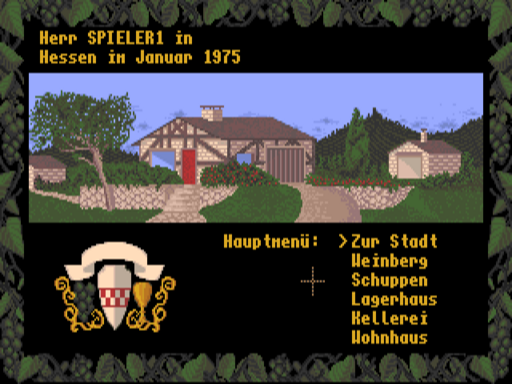 Herr SPIELER1 in
Hessen im Januar 1975
Hauptmenü: >Zur Stadt
Weinberg
Schuppen
Lagerhaus
Kellerei
Wohnhaus